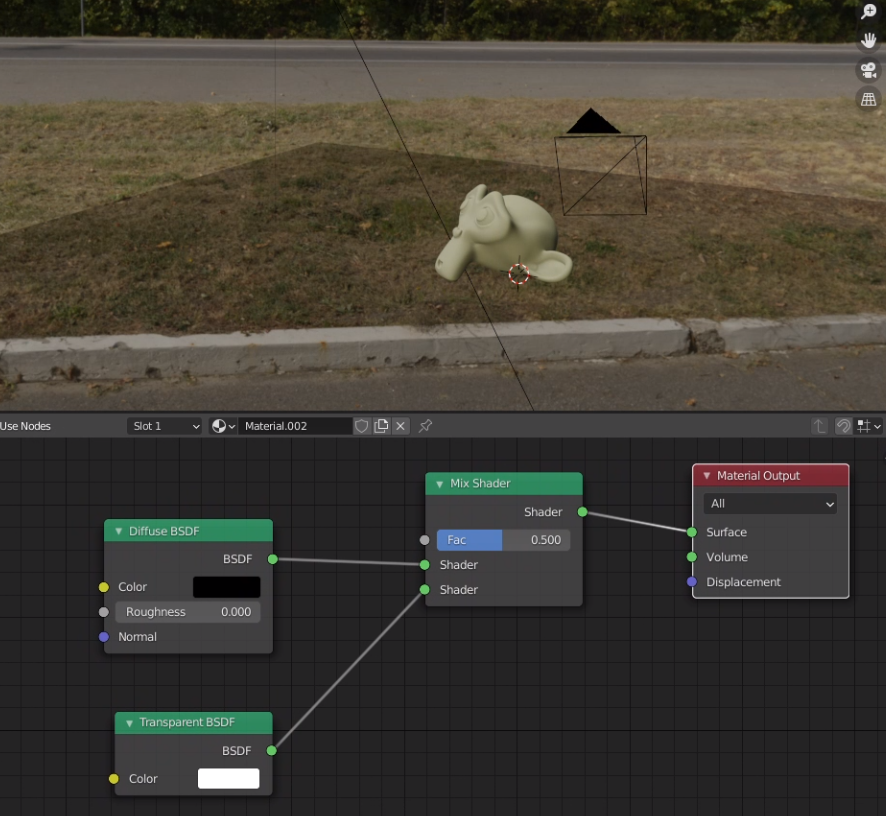 Use Nodes
Slot 1
Material.002
Diffuse BSDF
BSDF
Color
Roughness 0.000
Normal
Transparent BSDF
BSDF
Color
Mix Shader
Shader
Fac 0.500
Shader
Shader
Material Output
All
Surface
Volume
Displacement